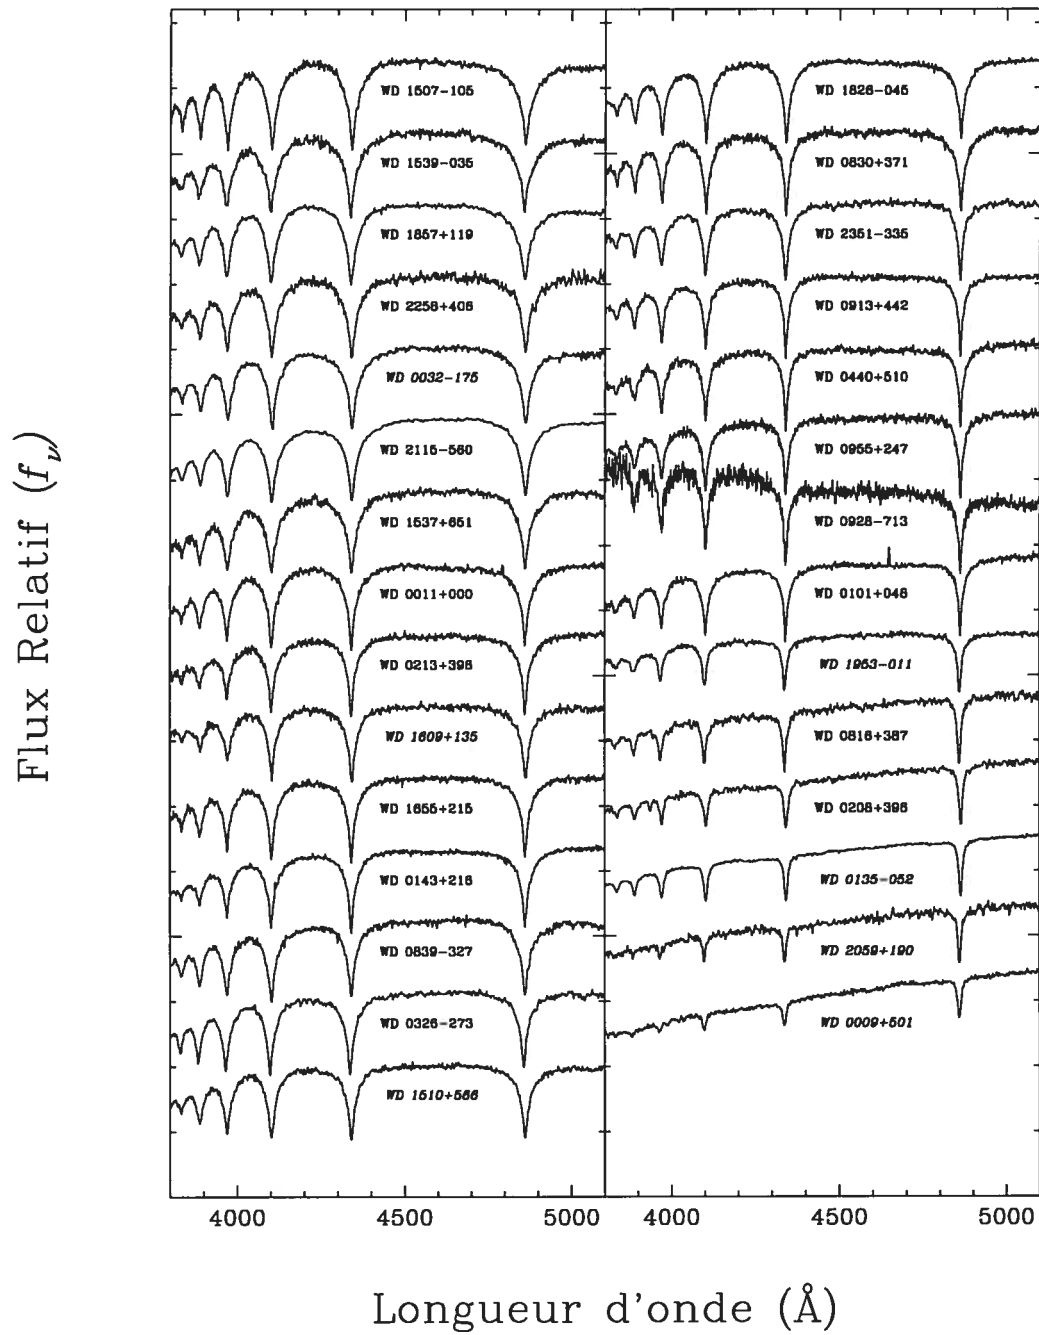 WD 1507-105
WD 1539-035
WD 1857+119
WD 2258+406
WD 0032-175
WD 2115-560
WD 1537+651
WD 0011+000
WD 0213+396
WD 1609+135
WD 1655+215
WD 0143+216
WD 0839-327
WD 0326-273
WD 1510+566
WD 1826-045
WD 0830+371
WD 2351-335
WD 0913+442
WD 0440+510
WD 0955+247
WD 0928-713
WD 0101+048
WD 1953-011
WD 0816+387
WD 0208+396
WD 0135-052
WD 2059+190
WD 0009+501
Flux Relatif (fν)
4000 4500 5000 4000 4500 5000
Longueur d'onde (Å)